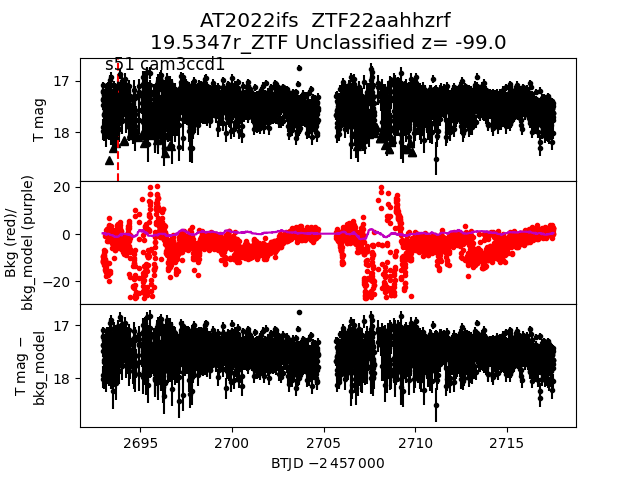 AT2022ifs  ZTF22aahhzrf
19.5347r_ZTF Unclassified z= -99.0
s51 cam3ccd1
17
18
T mag
20
0
−20
Bkg (red)/
bkg_model (purple)
17
18
T mag −
bkg_model
2695
2700
2705
2710
2715
BTJD −2 457 000